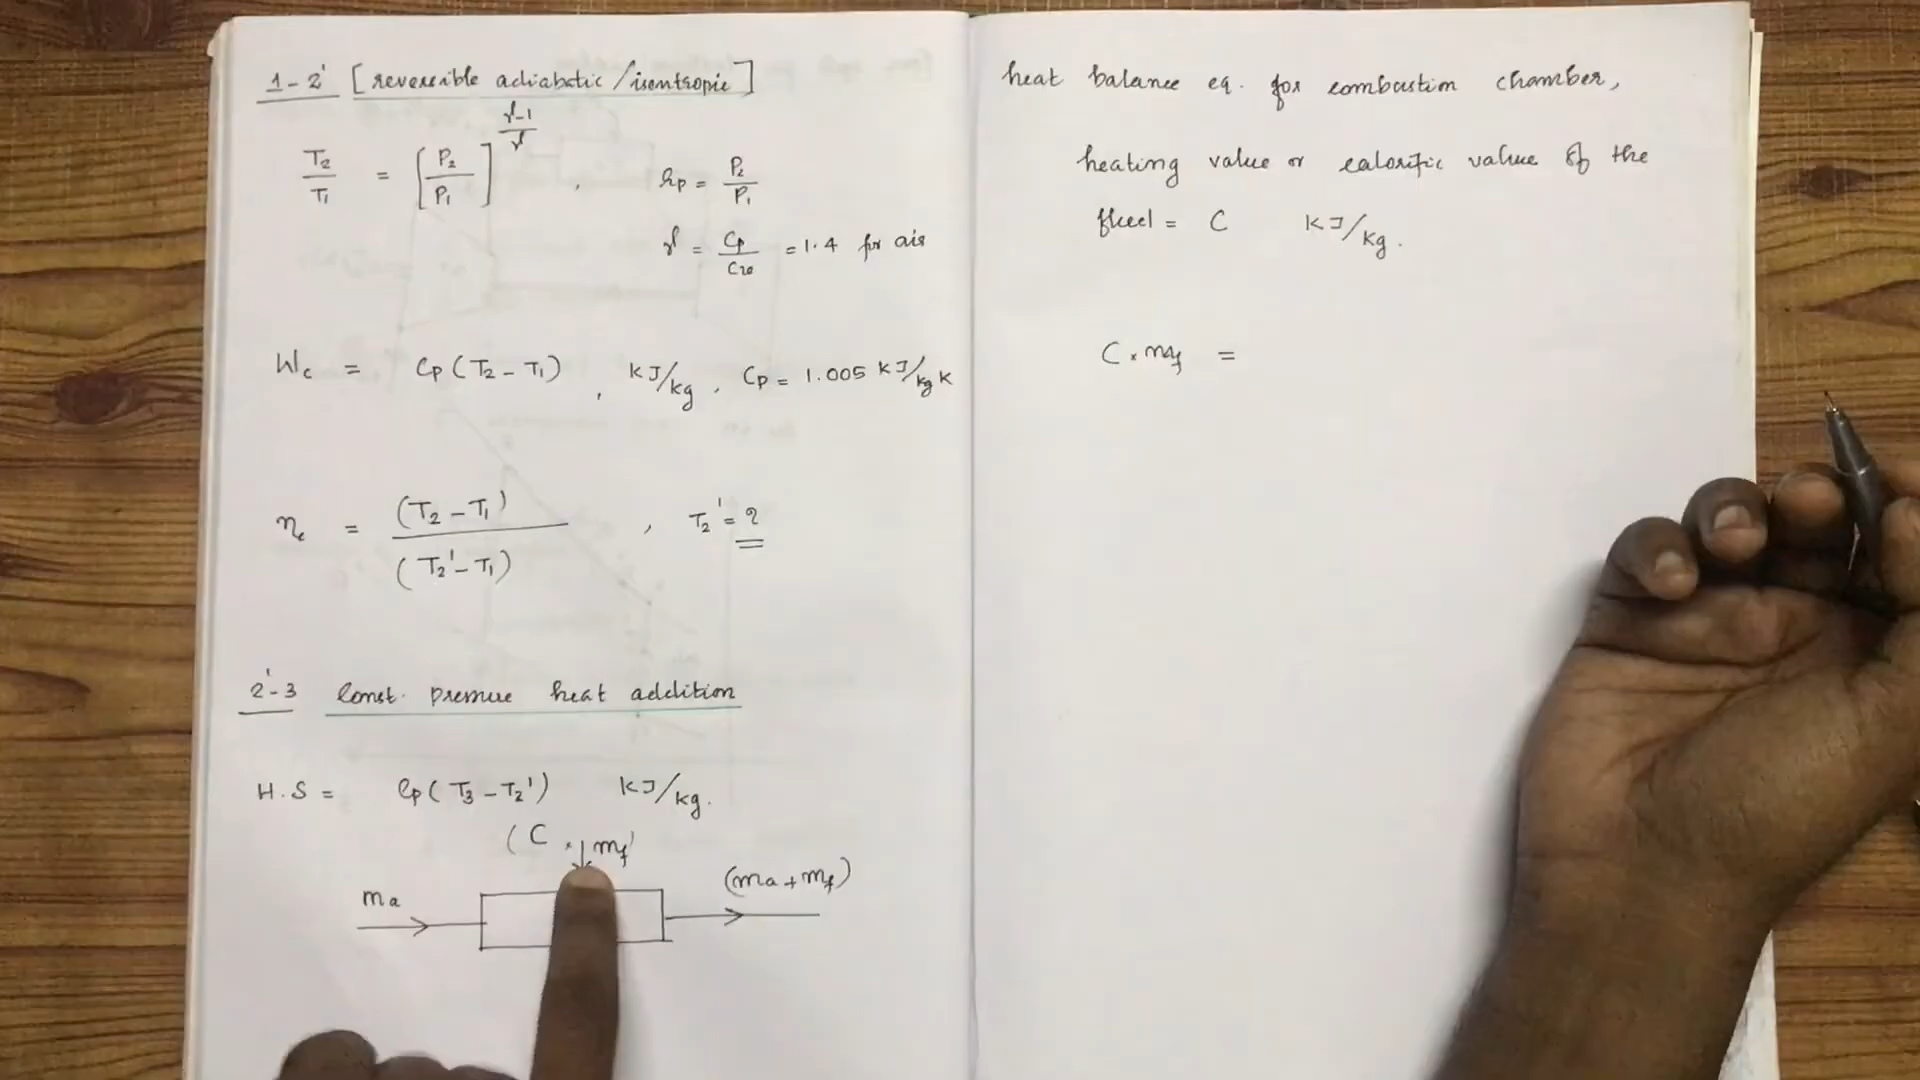 1-2' [reversible adiabatic/isentropic]
T₂/T₁ = [P₂/P₁]^(γ-1)/γ , rp = P₂/P₁
γ = Cp/Cv = 1.4 for air
Wc = Cp (T₂ - T₁) , KJ/kg , Cp = 1.005 KJ/kg K
ηc = (T₂ - T₁)/(T₂' - T₁) , T₂' = ?
2'-3 Const. pressure heat addition
H.S = Cp ( T₃ - T₂') KJ/kg.
(C × mf)
ma
(ma + mf)
heat balance eq. for combustion chamber,
heating value or calorific value of the
fuel = C KJ/kg.
C × mf =